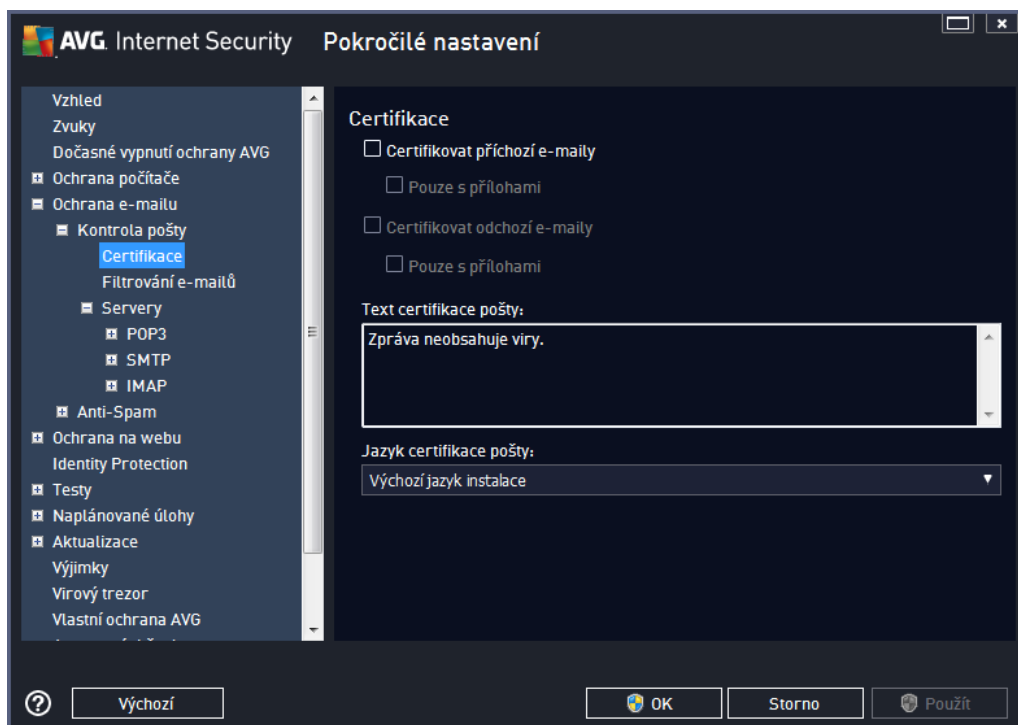 AVG. Internet Security Pokročilé nastavení
Vzhled
Zvuky
Dočasné vypnutí ochrany AVG
Ochrana počítače
Ochrana e-mailu
Kontrola pošty
Certifikace
Filtrování e-mailů
Servery
POP3
SMTP
IMAP
Anti-Spam
Ochrana na webu
Identity Protection
Testy
Naplánované úlohy
Aktualizace
Výjimky
Virový trezor
Vlastní ochrana AVG
Certifikace
Certifikovat příchozí e-maily
Pouze s přílohami
Certifikovat odchozí e-maily
Pouze s přílohami
Text certifikace pošty:
Zpráva neobsahuje viry.
Jazyk certifikace pošty:
Výchozí jazyk instalace
Výchozí
OK
Storno
Použít